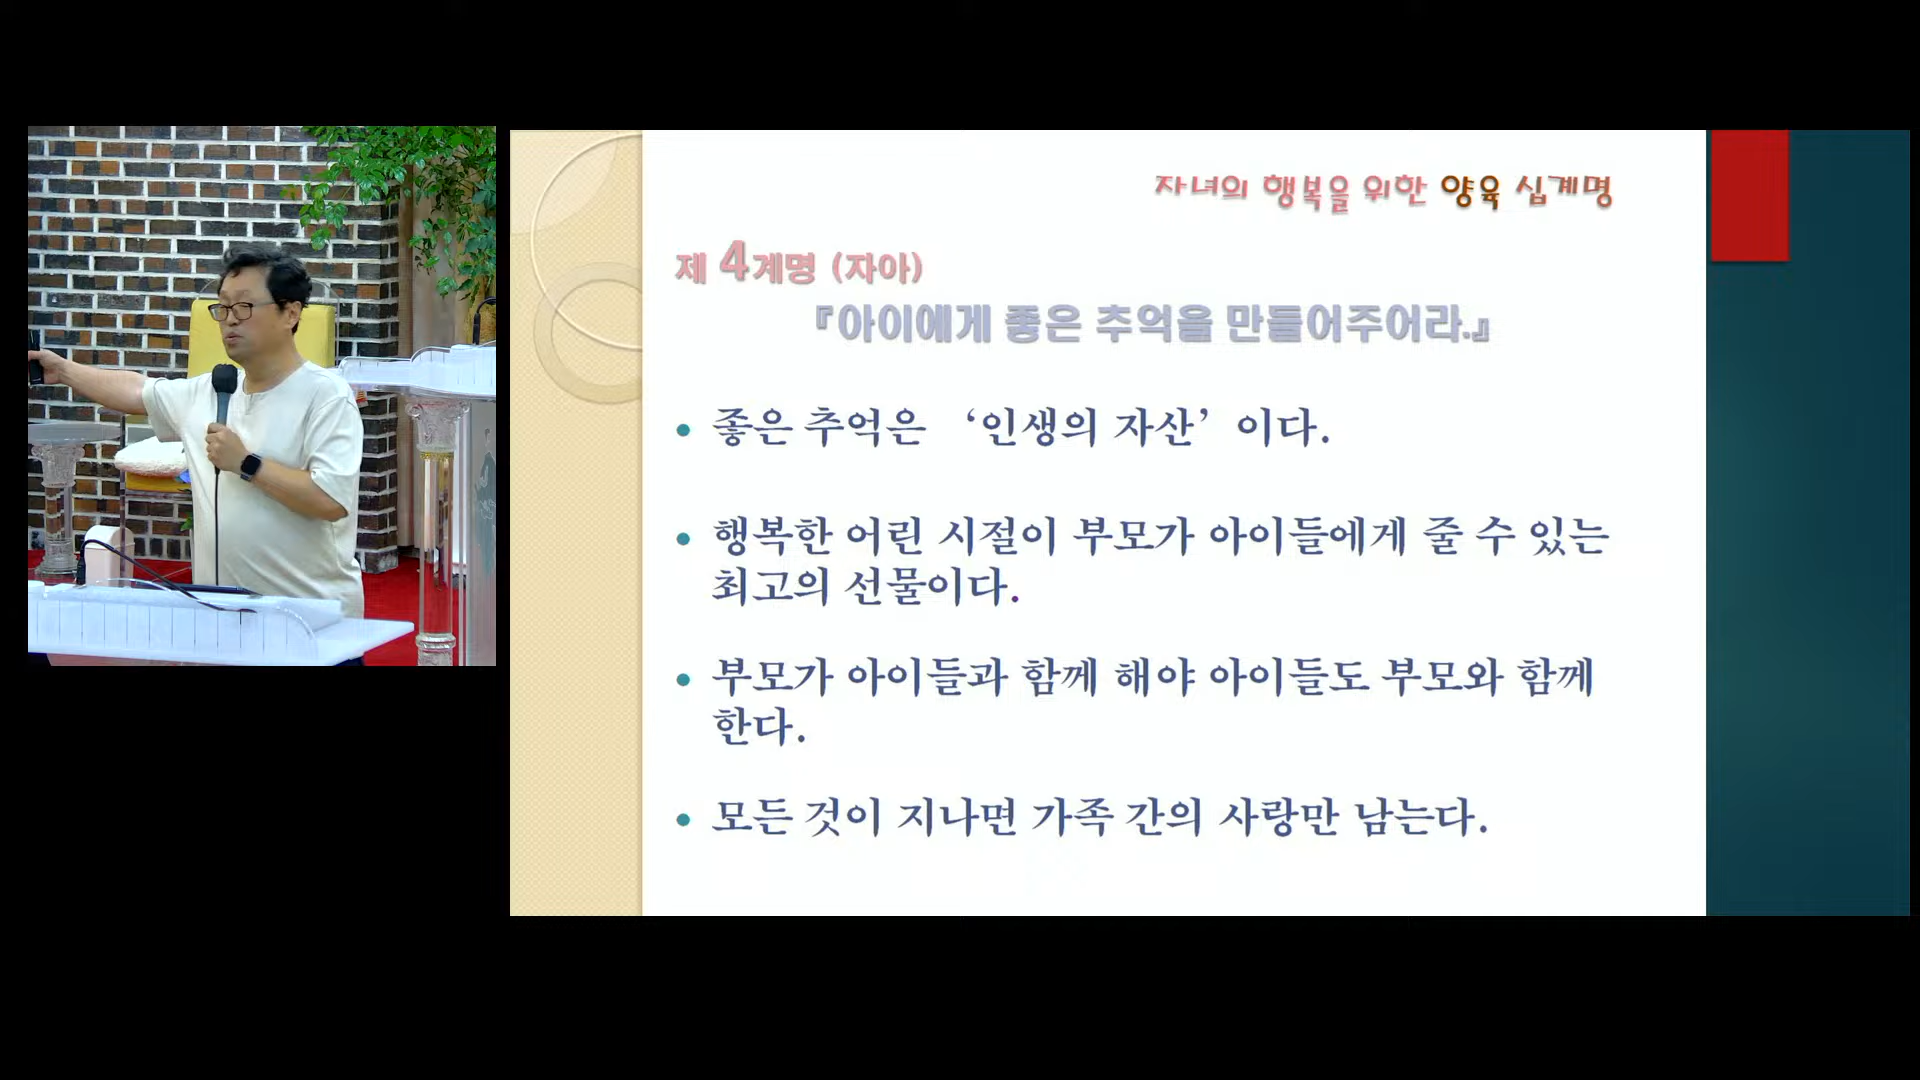 자녀의 행복을 위한 양육 십계명
제 4계명 (자아)
『아이에게 좋은 추억을 만들어주어라.』
• 좋은 추억은 ‘인생의 자산’ 이다.
• 행복한 어린 시절이 부모가 아이들에게 줄 수 있는
최고의 선물이다.
• 부모가 아이들과 함께 해야 아이들도 부모와 함께
한다.
• 모든 것이 지나면 가족 간의 사랑만 남는다.